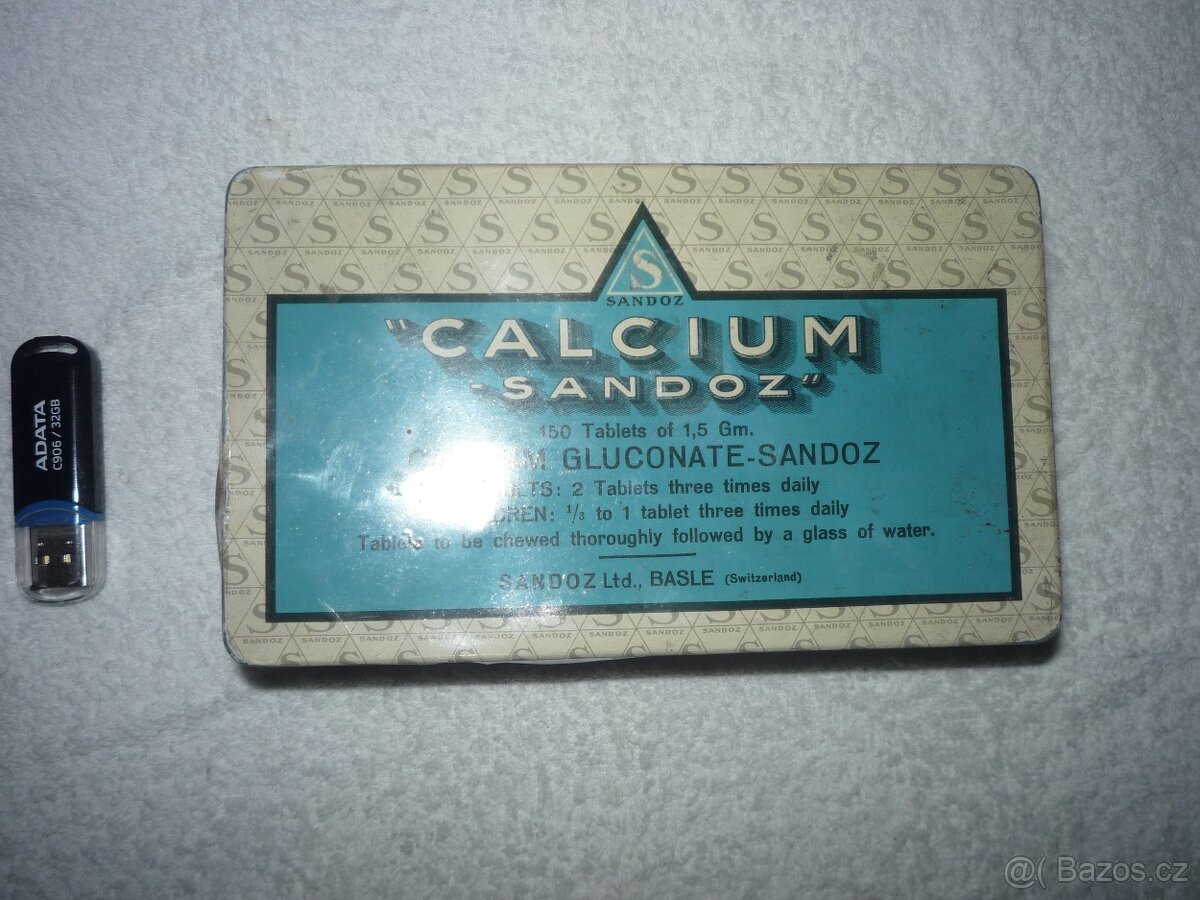 S SANDOZ
"CALCIUM
-SANDOZ"
150 Tablets of 1,5 Gm.
GLUCONATE-SANDOZ
2 Tablets three times daily
1/3 to 1 tablet three times daily
Tablets to be chewed thoroughly followed by a glass of water.
SANDOZ Ltd., BASLE (Switzerland)
ADATA
C906 / 32GB
@( Bazos.cz